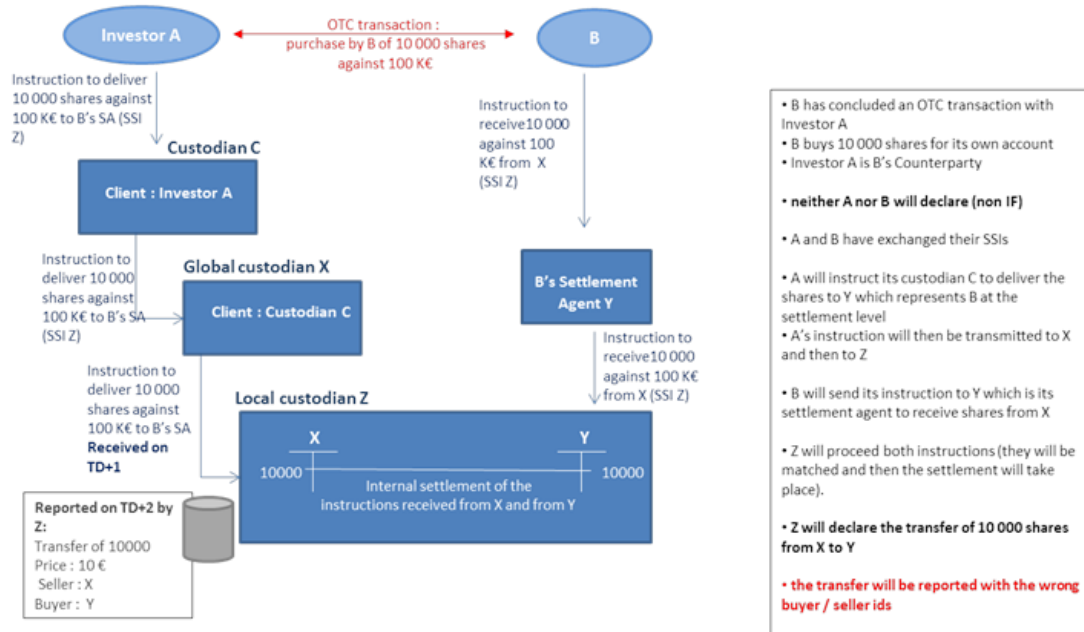 Investor A
OTC transaction :
purchase by B of 10 000 shares
against 100 K€
B
Instruction to deliver
10 000 shares against
100 K€ to B's SA (SSI
Z)
Custodian C
Client : Investor A
Instruction to
deliver 10 000
shares against
100 K€ to B's SA
(SSI Z)
Global custodian X
Client : Custodian C
Instruction to
deliver 10 000
shares against
100 K€ to B's SA
Received on
TD+1
Instruction to
receive10 000
against 100
K€ from X
(SSI Z)
B's Settlement
Agent Y
Instruction to
receive10 000
against 100 K€
from X (SSI Z)
Local custodian Z
X
Y
10000
10000
Internal settlement of the
instructions received from X and from Y
Reported on TD+2 by
Z:
Transfer of 10000
Price : 10 €
Seller : X
Buyer : Y
• B has concluded an OTC transaction with
Investor A
• B buys 10 000 shares for its own account
• Investor A is B's Counterparty
• neither A nor B will declare (non IF)
• A and B have exchanged their SSIs
• A will instruct its custodian C to deliver the
shares to Y which represents B at the
settlement level
• A's instruction will then be transmitted to X
and then to Z
• B will send its instruction to Y which is its
settlement agent to receive shares from X
• Z will proceed both instructions (they will be
matched and then the settlement will take
place).
• Z will declare the transfer of 10 000 shares
from X to Y
• the transfer will be reported with the wrong
buyer / seller ids